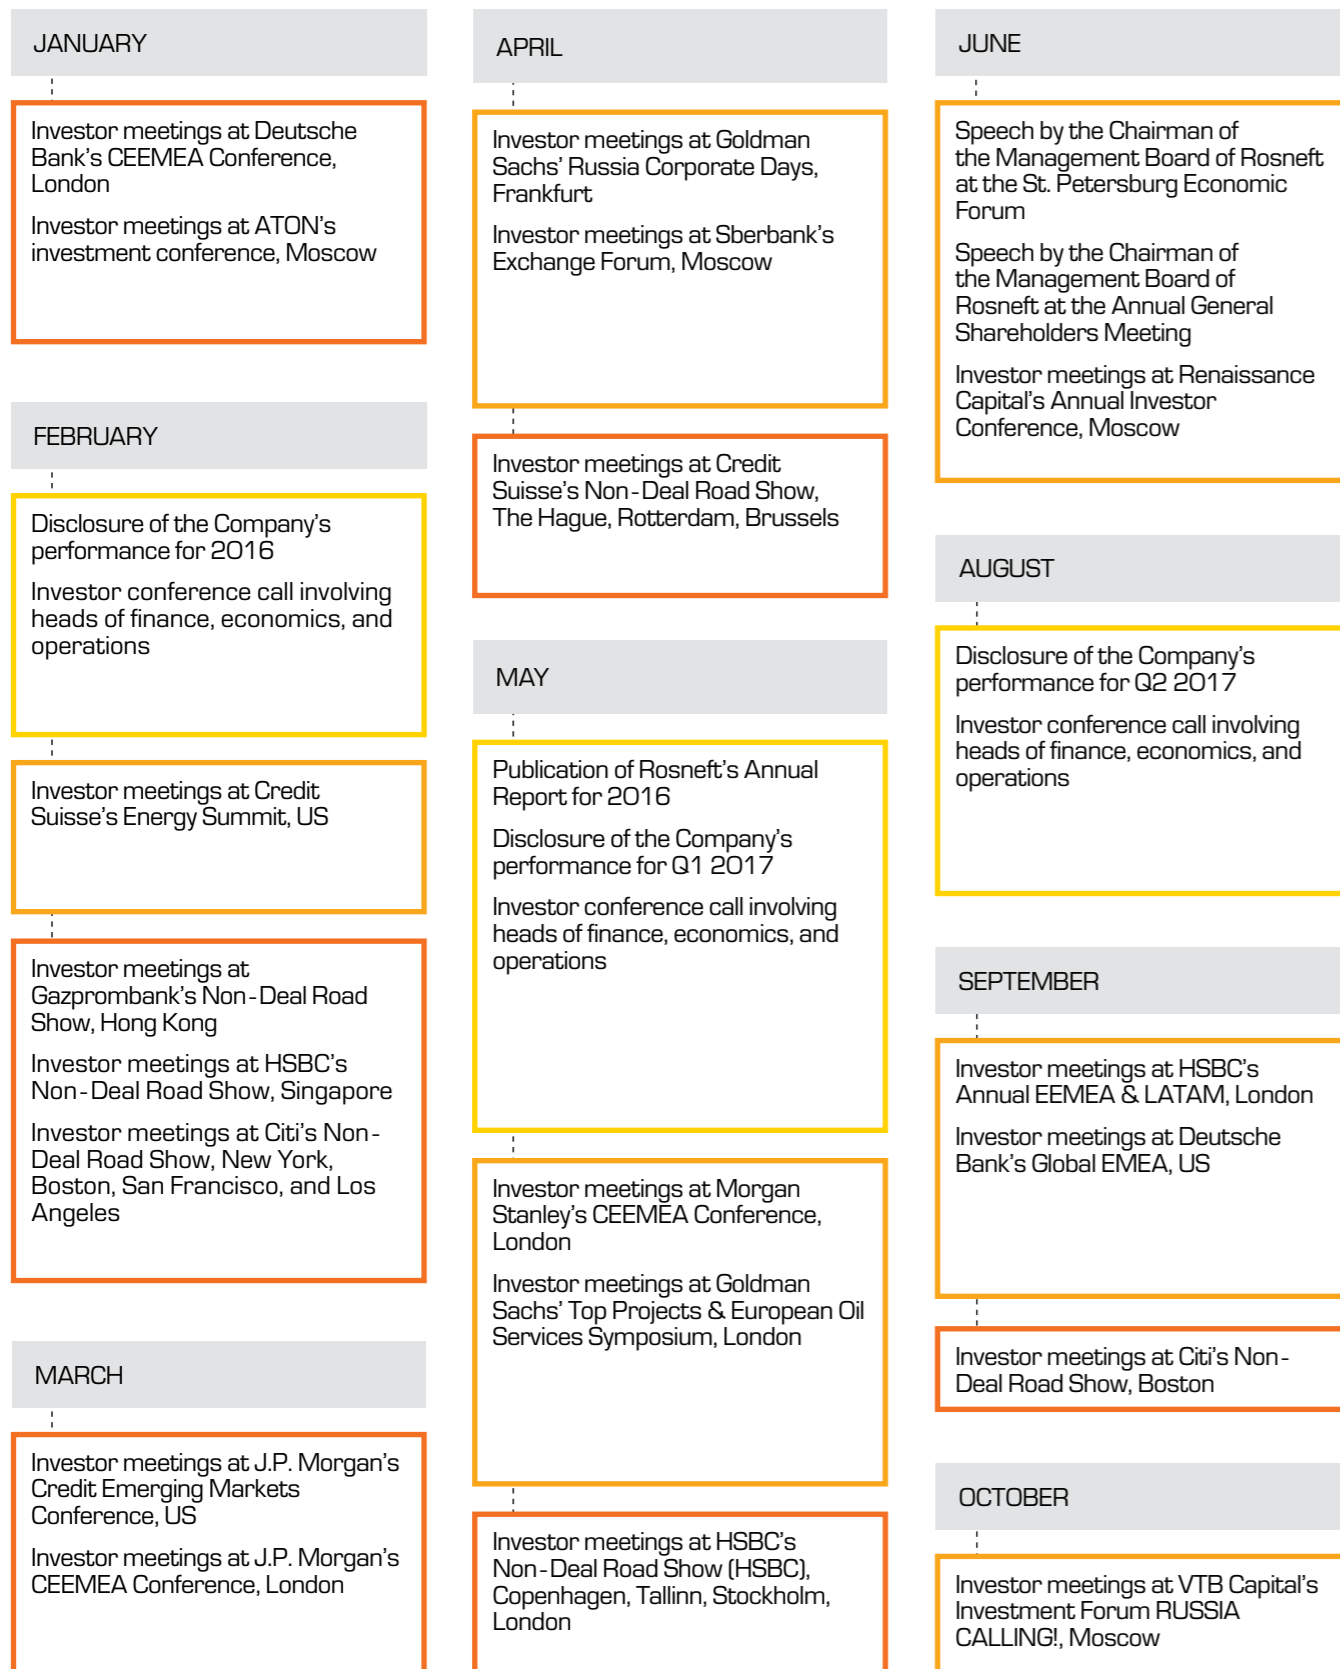 JANUARY
Investor meetings at Deutsche
Bank's CEEMEA Conference,
London
Investor meetings at ATON's
investment conference, Moscow
FEBRUARY
Disclosure of the Company's
performance for 2016
Investor conference call involving
heads of finance, economics, and
operations
Investor meetings at Credit
Suisse's Energy Summit, US
Investor meetings at
Gazprombank's Non-Deal Road
Show, Hong Kong
Investor meetings at HSBC's
Non-Deal Road Show, Singapore
Investor meetings at Citi's Non-
Deal Road Show, New York,
Boston, San Francisco, and Los
Angeles
MARCH
Investor meetings at J.P. Morgan's
Credit Emerging Markets
Conference, US
Investor meetings at J.P. Morgan's
CEEMEA Conference, London
APRIL
Investor meetings at Goldman
Sachs' Russia Corporate Days,
Frankfurt
Investor meetings at Sberbank's
Exchange Forum, Moscow
Investor meetings at Credit
Suisse's Non-Deal Road Show,
The Hague, Rotterdam, Brussels
MAY
Publication of Rosneft's Annual
Report for 2016
Disclosure of the Company's
performance for Q1 2017
Investor conference call involving
heads of finance, economics, and
operations
Investor meetings at Morgan
Stanley's CEEMEA Conference,
London
Investor meetings at Goldman
Sachs' Top Projects & European Oil
Services Symposium, London
Investor meetings at HSBC's
Non-Deal Road Show (HSBC),
Copenhagen, Tallinn, Stockholm,
London
JUNE
Speech by the Chairman of
the Management Board of Rosneft
at the St. Petersburg Economic
Forum
Speech by the Chairman of
the Management Board of
Rosneft at the Annual General
Shareholders Meeting
Investor meetings at Renaissance
Capital's Annual Investor
Conference, Moscow
AUGUST
Disclosure of the Company's
performance for Q2 2017
Investor conference call involving
heads of finance, economics, and
operations
SEPTEMBER
Investor meetings at HSBC's
Annual EEMEA & LATAM, London
Investor meetings at Deutsche
Bank's Global EMEA, US
Investor meetings at Citi's Non-
Deal Road Show, Boston
OCTOBER
Investor meetings at VTB Capital's
Investment Forum RUSSIA
CALLING!, Moscow